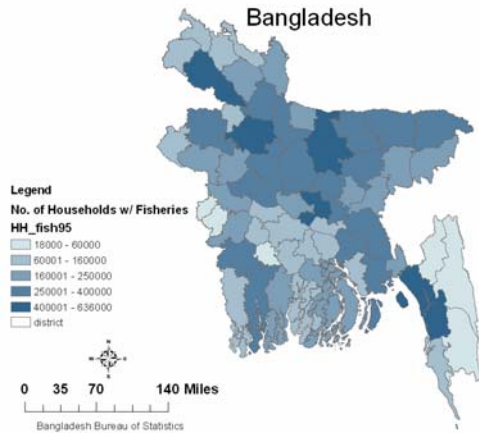 Bangladesh
Legend
No. of Households w/ Fisheries
HH_fish95
18000 - 60000
60001 - 160000
160001 - 250000
250001 - 400000
400001 - 636000
district
N
W E
S
0 35 70 140 Miles
Bangladesh Bureau of Statistics